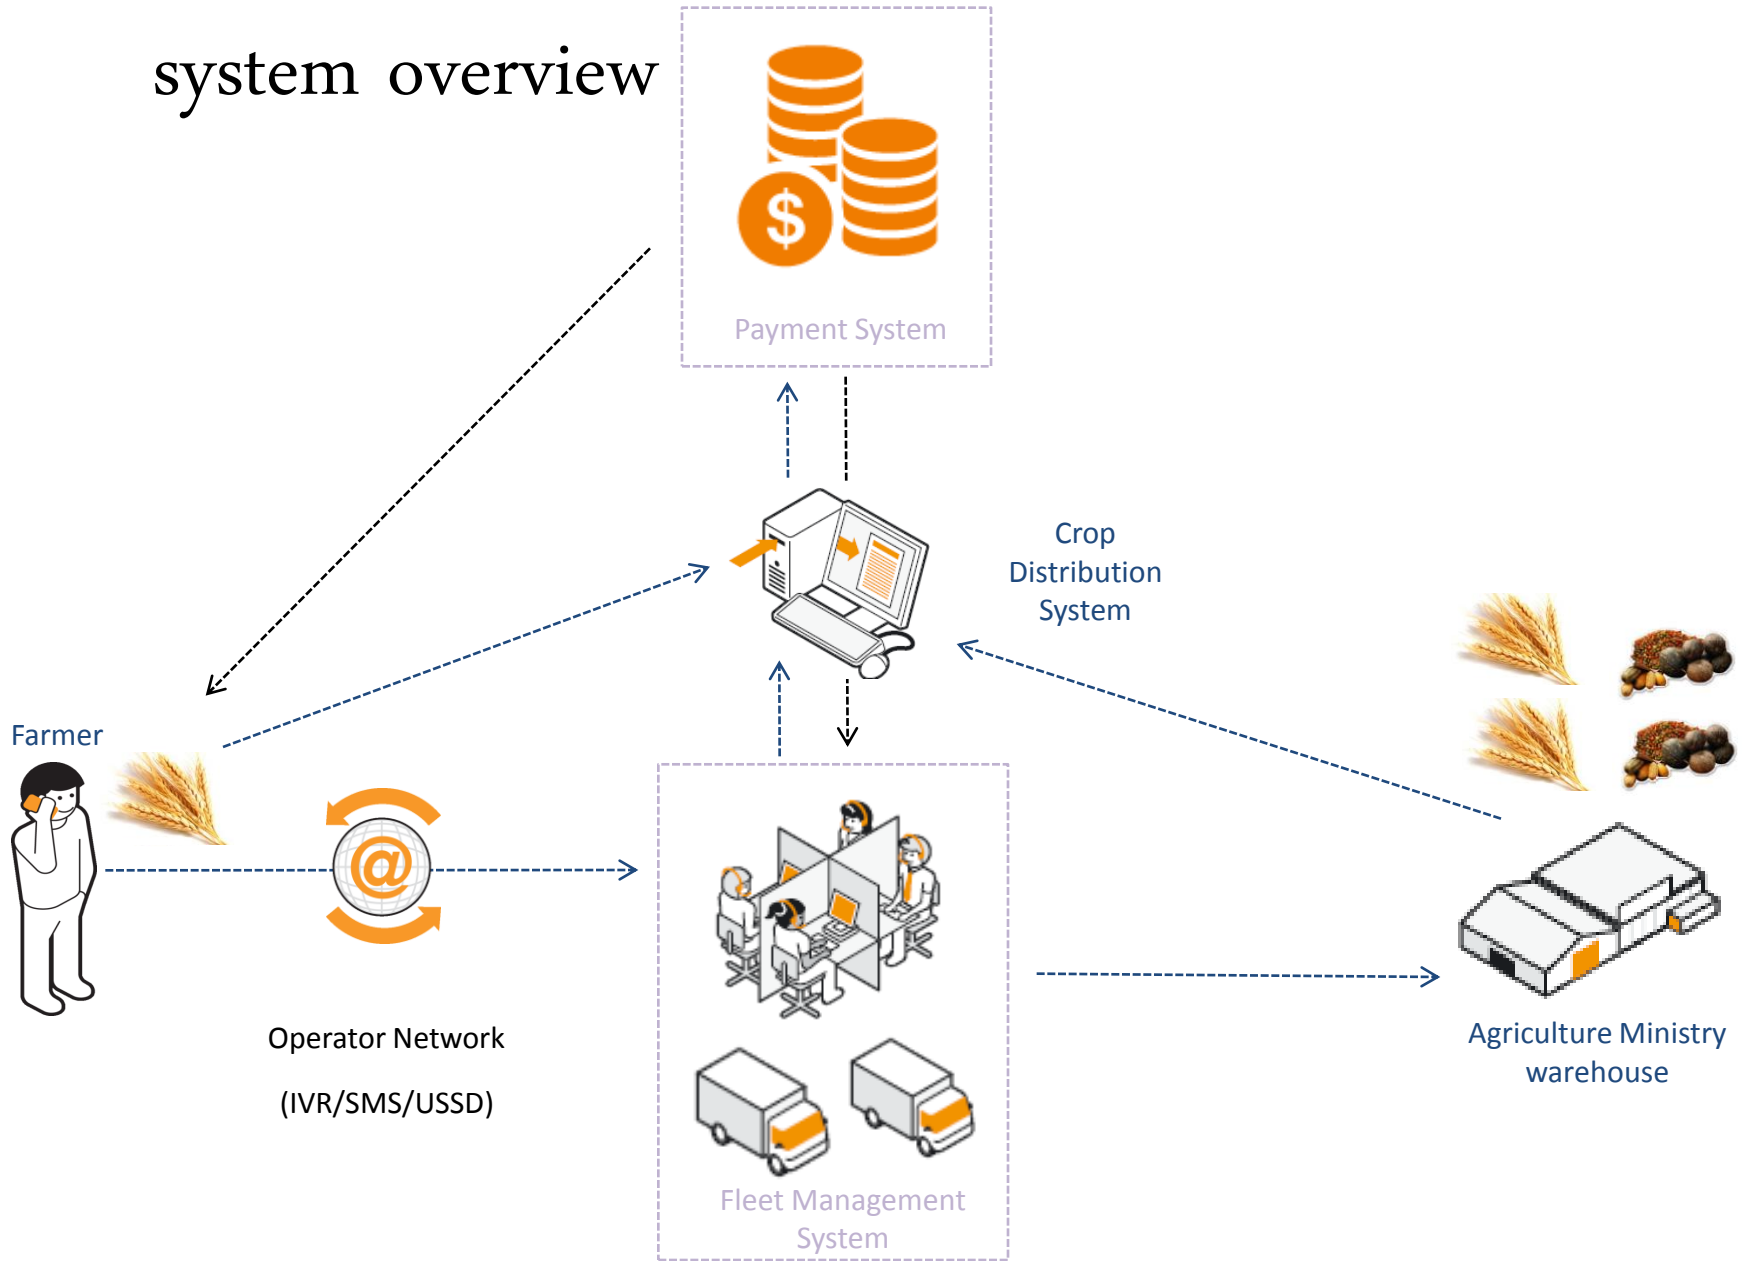 system overview
$
Payment System
Crop
Distribution
System
Farmer
@
Operator Network
(IVR/SMS/USSD)
Agriculture Ministry
warehouse
Fleet Management
System